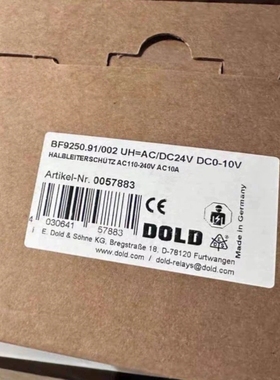 BF9250.91/002 UH=AC/DC24V DC0-10V
HALBLEITERSCHÜTZ AC110-240V AC10A
Artikel-Nr. 0057883
4 030641 57883
DOLD
Made in Germany
E. Dold & Söhne KG. Bregstraße 18. D-78120 Furtwangen
www.dold.com / dold-relays@dold.com